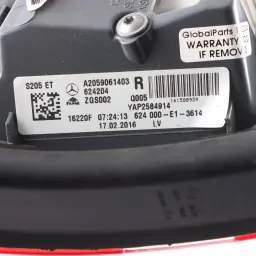 GlobalParts
WARRANTY
IF REMOV
S205 ET
A2059061403 R
624204
ZGS002
Q005
YAP2584914
16220F 07:24:13 624 000-E1-3614
17.02.2016 LV